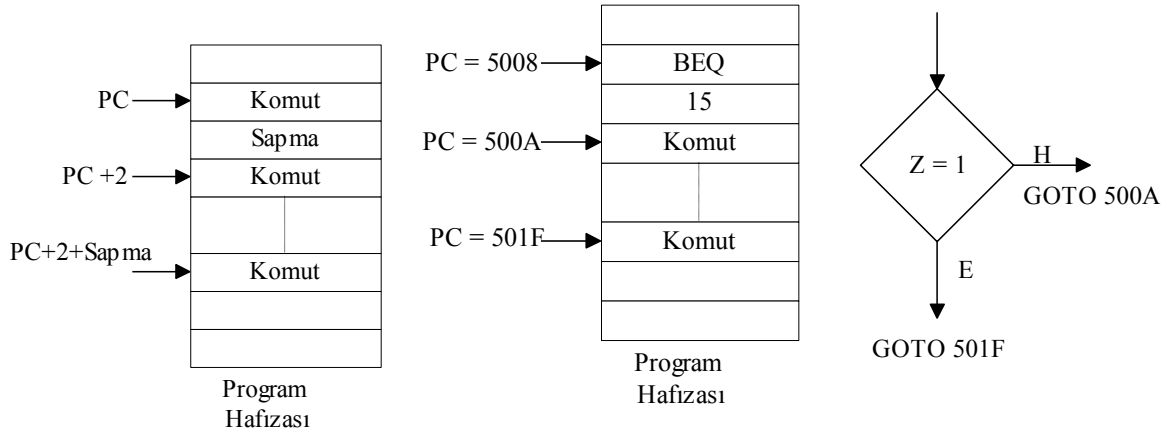 PC
Komut
Sapma
PC +2
Komut
PC+2+Sapma
Komut
Program
Hafızası
PC = 5008
BEQ
15
PC = 500A
Komut
PC = 501F
Komut
Program
Hafızası
Z = 1
H
GOTO 500A
E
GOTO 501F